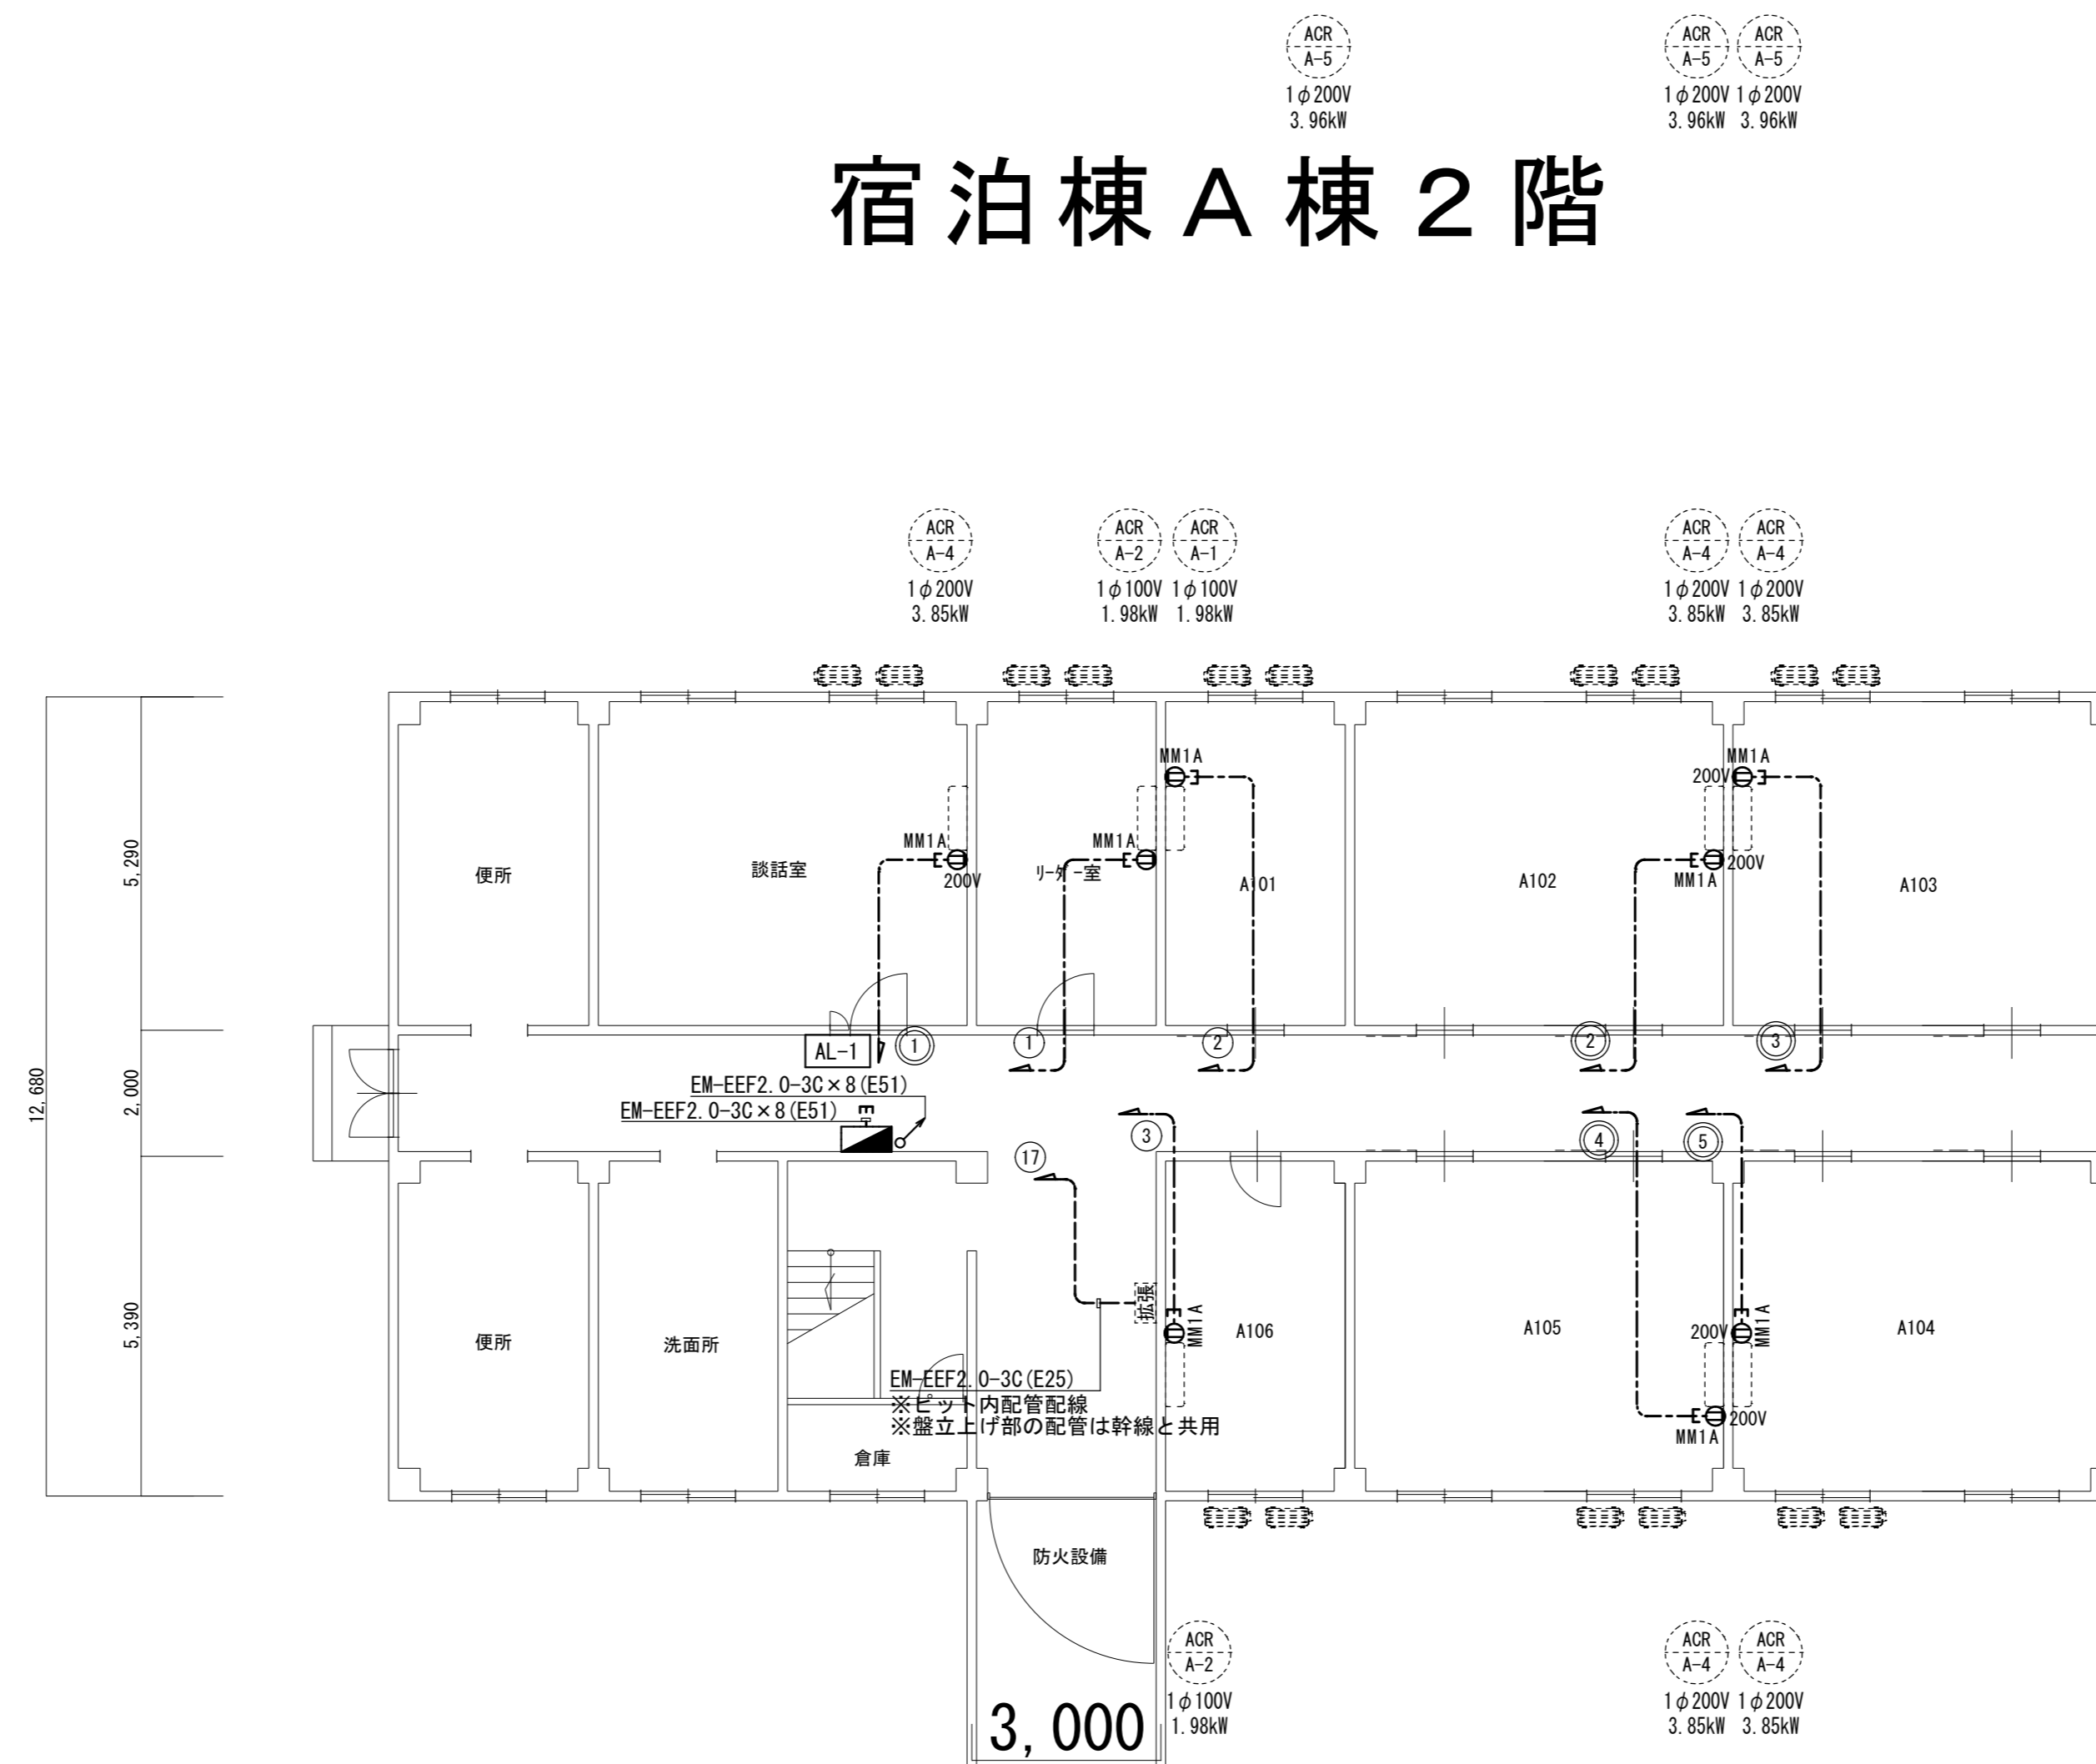 ACR ACR ACR
A-5 A-5 A-5
1φ200V 1φ200V 1φ200V
3.96kW 3.96kW 3.96kW
宿泊棟A棟2階
ACR ACR ACR ACR ACR
A-4 A-2 A-1 A-4 A-4
1φ200V 1φ100V 1φ100V 1φ200V 1φ200V
3.85kW 1.98kW 1.98kW 3.85kW 3.85kW
MM1A MM1A
200V
MM1A MM1A
200V
200V MM1A
5,290
便所 談話室 リーダー室 A101 A102 A103
AL-1 1 1 2 2 3
12,680
2,000
EM-EEF2.0-3C×8(E51)
EM-EEF2.0-3C×8(E51) E
3 4 5
17
5,390
便所 洗面所 拡張 MM1A A106 A105 200V MM1A A104
EM-EEF2.0-3C(E25)
※ピット内配管配線
※盤立上げ部の配管は幹線と共用
200V
MM1A
倉庫
防火設備
ACR ACR ACR
A-2 A-4 A-4
1φ100V 1φ200V 1φ200V
1.98kW 3.85kW 3.85kW
3,000